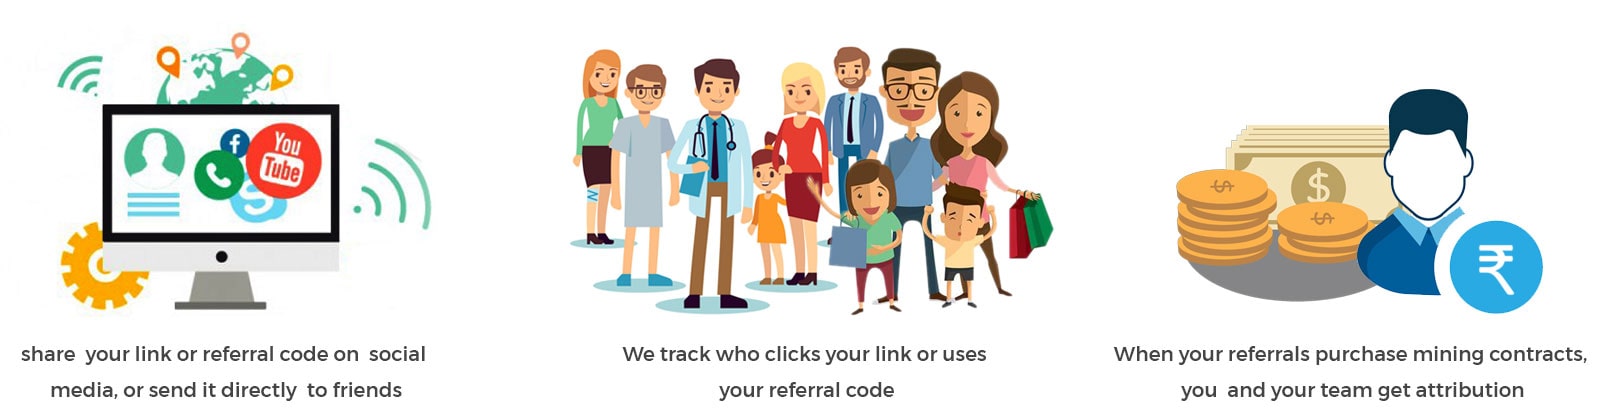 You
Tube
share your link or referral code on social
media, or send it directly to friends
We track who clicks your link or uses
your referral code
When your referrals purchase mining contracts,
you and your team get attribution